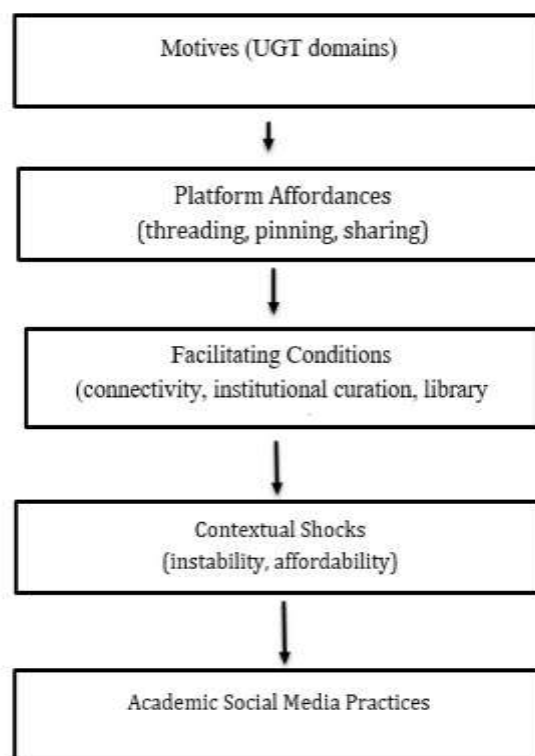 Motives (UGT domains)
Platform Affordances
(threading, pinning, sharing)
Facilitating Conditions
(connectivity, institutional curation, library
Contextual Shocks
(instability, affordability)
Academic Social Media Practices